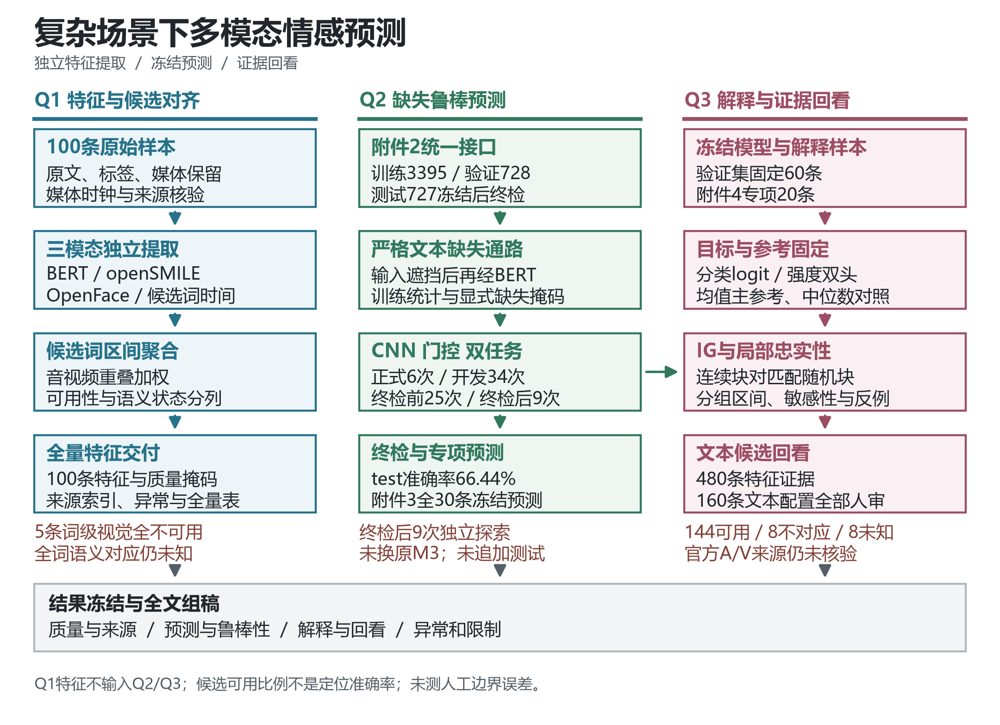 复杂场景下多模态情感预测
独立特征提取 / 冻结预测 / 证据回看
Q1 特征与候选对齐
100条原始样本
原文、标签、媒体保留
媒体时钟与来源核验
三模态独立提取
BERT / openSMILE
OpenFace / 候选词时间
候选词区间聚合
音视频重叠加权
可用性与语义状态分列
全量特征交付
100条特征与质量掩码
来源索引、异常与全量表
5条词级视觉全不可用
全词语义对应仍未知
Q2 缺失鲁棒预测
附件2统一接口
训练3395 / 验证728
测试727冻结后终检
严格文本缺失通路
输入遮挡后再经BERT
训练统计与显式缺失掩码
CNN 门控 双任务
正式6次 / 开发34次
终检前25次 / 终检后9次
终检与专项预测
test准确率66.44%
附件3全30条冻结预测
终检后9次独立探索
未换原M3；未追加测试
Q3 解释与证据回看
冻结模型与解释样本
验证集固定60条
附件4专项20条
目标与参考固定
分类logit / 强度双头
均值主参考、中位数对照
IG与局部忠实性
连续块对匹配随机块
分组区间、敏感性与反例
文本候选回看
480条特征证据
160条文本配置全部人审
144可用 / 8不对应 / 8未知
官方A/V来源仍未核验
结果冻结与全文组稿
质量与来源 / 预测与鲁棒性 / 解释与回看 / 异常和限制
Q1特征不输入Q2/Q3；候选可用比例不是定位准确率；未测人工边界误差。